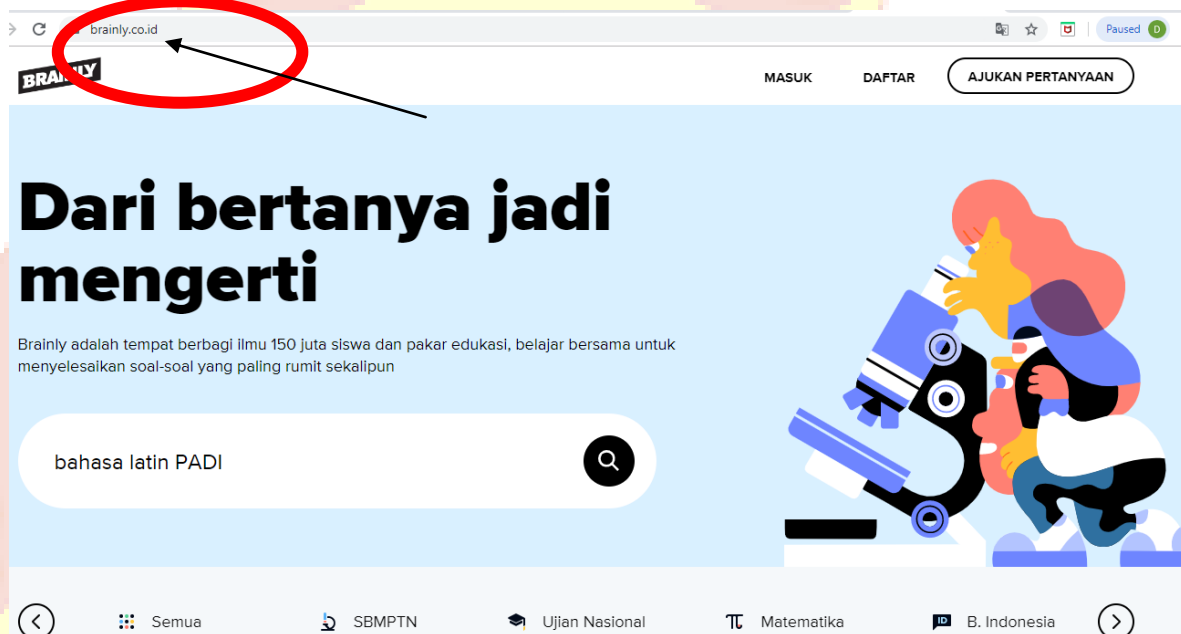 brainly.co.id
Paused D
BRAINLY
MASUK DAFTAR AJUKAN PERTANYAAN
Dari bertanya jadi
mengerti
Brainly adalah tempat berbagi ilmu 150 juta siswa dan pakar edukasi, belajar bersama untuk
menyelesaikan soal-soal yang paling rumit sekalipun
bahasa latin PADI
Semua SBMPTN Ujian Nasional Matematika ID B. Indonesia